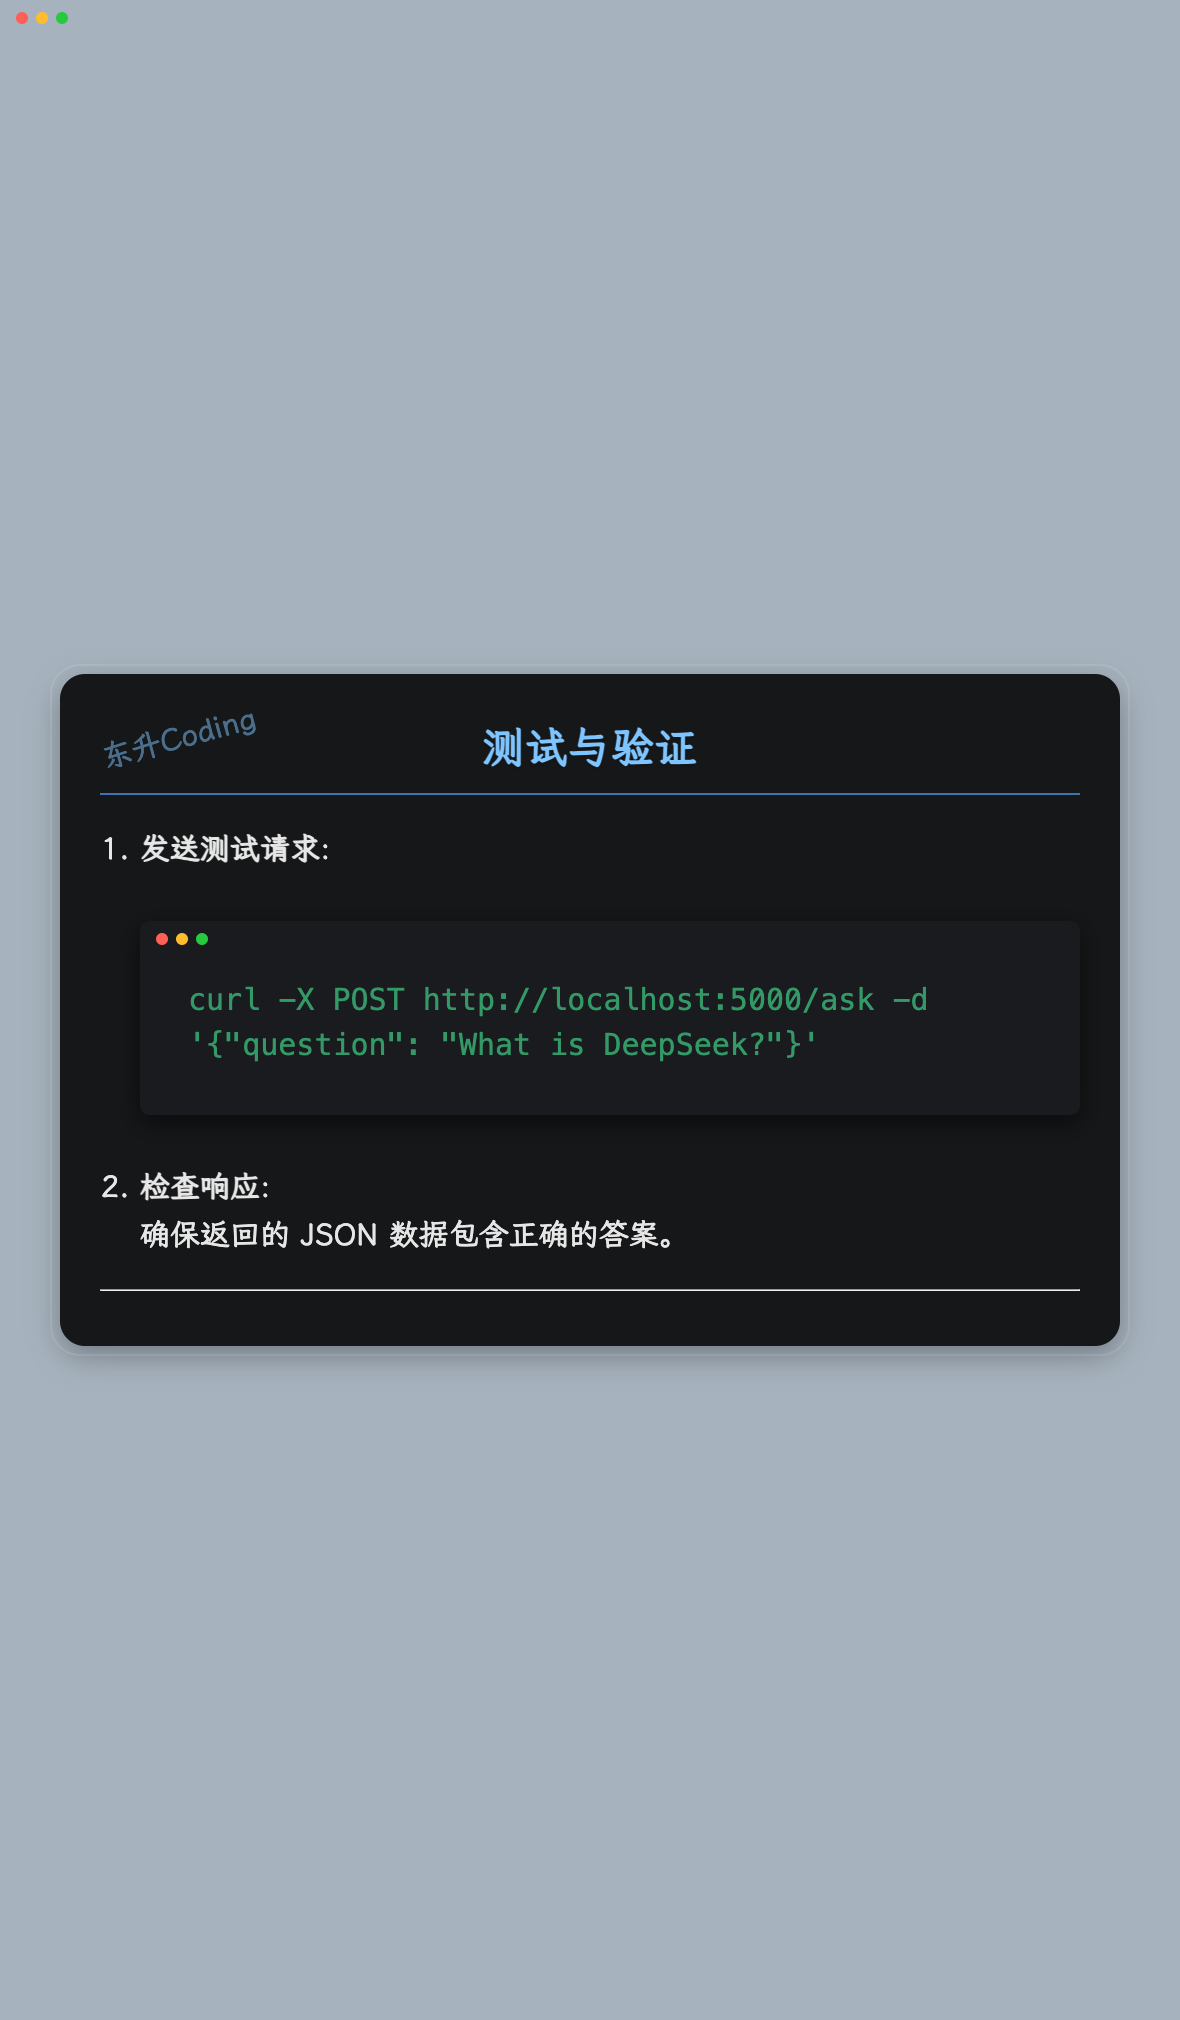 东升Coding
测试与验证
1. 发送测试请求:
curl -X POST http://localhost:5000/ask -d
'{"question": "What is DeepSeek?"}'
2. 检查响应:
确保返回的 JSON 数据包含正确的答案。